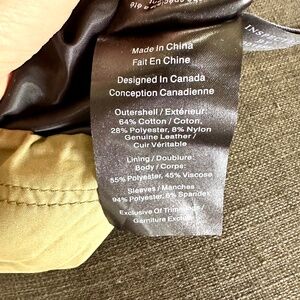 Made In China
Fait En Chine
Designed In Canada
Conception Canadienne
Outershell / Extérieur:
64% Cotton / Coton,
28% Polyester, 8% Nylon
Genuine Leather /
Cuir Véritable
Lining / Doublure:
Body / Corps:
55% Polyester, 45% Viscose
Sleeves / Manches
94% Polyester, 6% Spandex
Exclusive Of Trimmings
Garniture Exclue